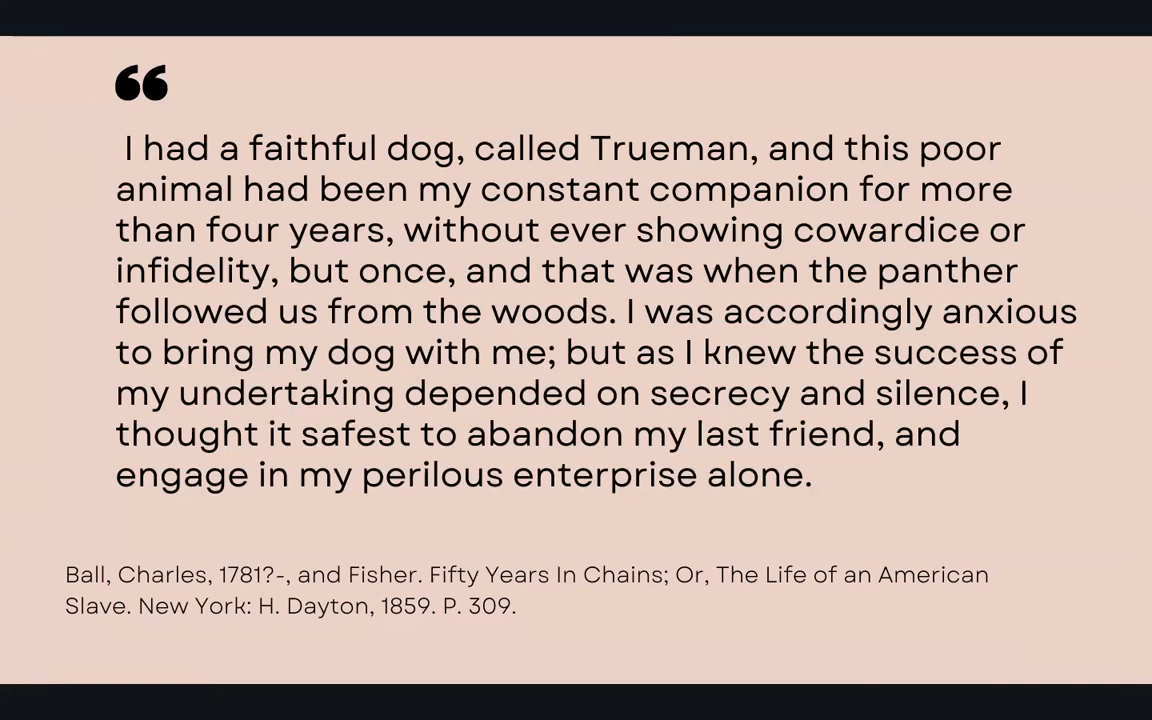 “
I had a faithful dog, called Trueman, and this poor
animal had been my constant companion for more
than four years, without ever showing cowardice or
infidelity, but once, and that was when the panther
followed us from the woods. I was accordingly anxious
to bring my dog with me; but as I knew the success of
my undertaking depended on secrecy and silence, I
thought it safest to abandon my last friend, and
engage in my perilous enterprise alone.
Ball, Charles, 1781?-, and Fisher. Fifty Years In Chains; Or, The Life of an American
Slave. New York: H. Dayton, 1859. P. 309.